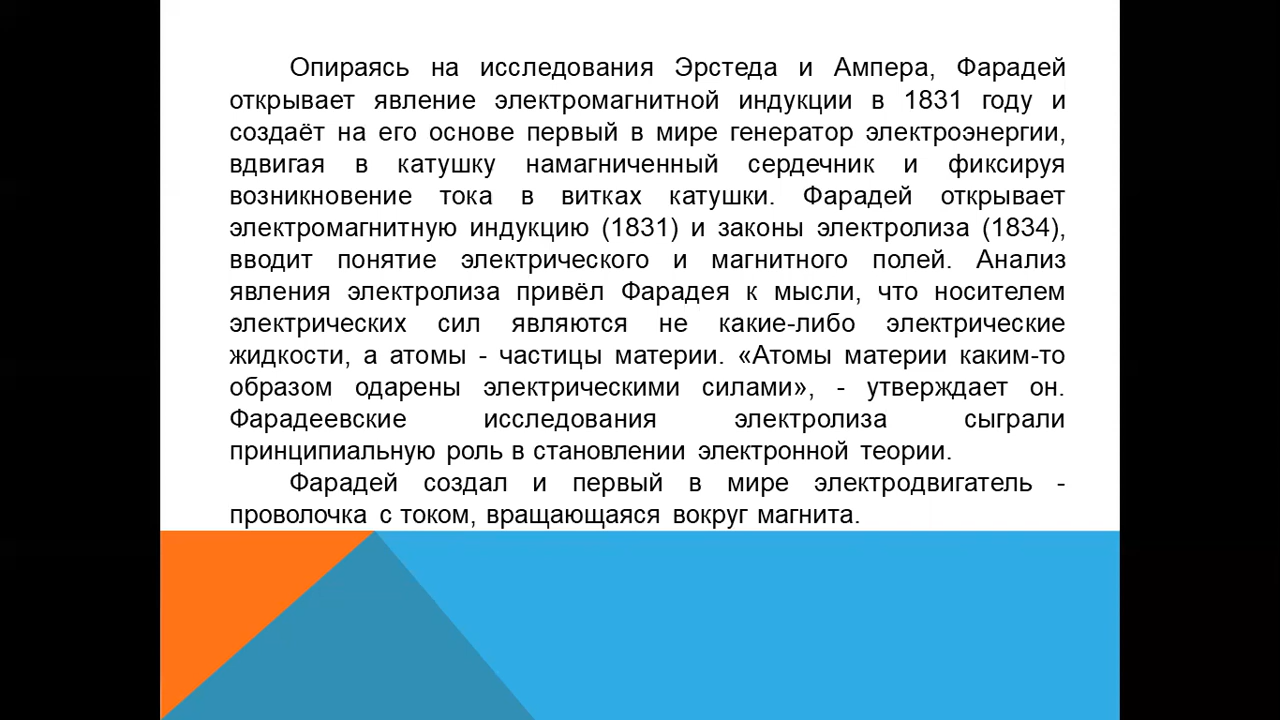 Опираясь на исследования Эрстеда и Ампера, Фарадей
открывает явление электромагнитной индукции в 1831 году и
создаёт на его основе первый в мире генератор электроэнергии,
вдвигая в катушку намагниченный сердечник и фиксируя
возникновение тока в витках катушки. Фарадей открывает
электромагнитную индукцию (1831) и законы электролиза (1834),
вводит понятие электрического и магнитного полей. Анализ
явления электролиза привёл Фарадея к мысли, что носителем
электрических сил являются не какие-либо электрические
жидкости, а атомы - частицы материи. «Атомы материи каким-то
образом одарены электрическими силами», - утверждает он.
Фарадеевские исследования электролиза сыграли
принципиальную роль в становлении электронной теории.
Фарадей создал и первый в мире электродвигатель -
проволочка с током, вращающаяся вокруг магнита.